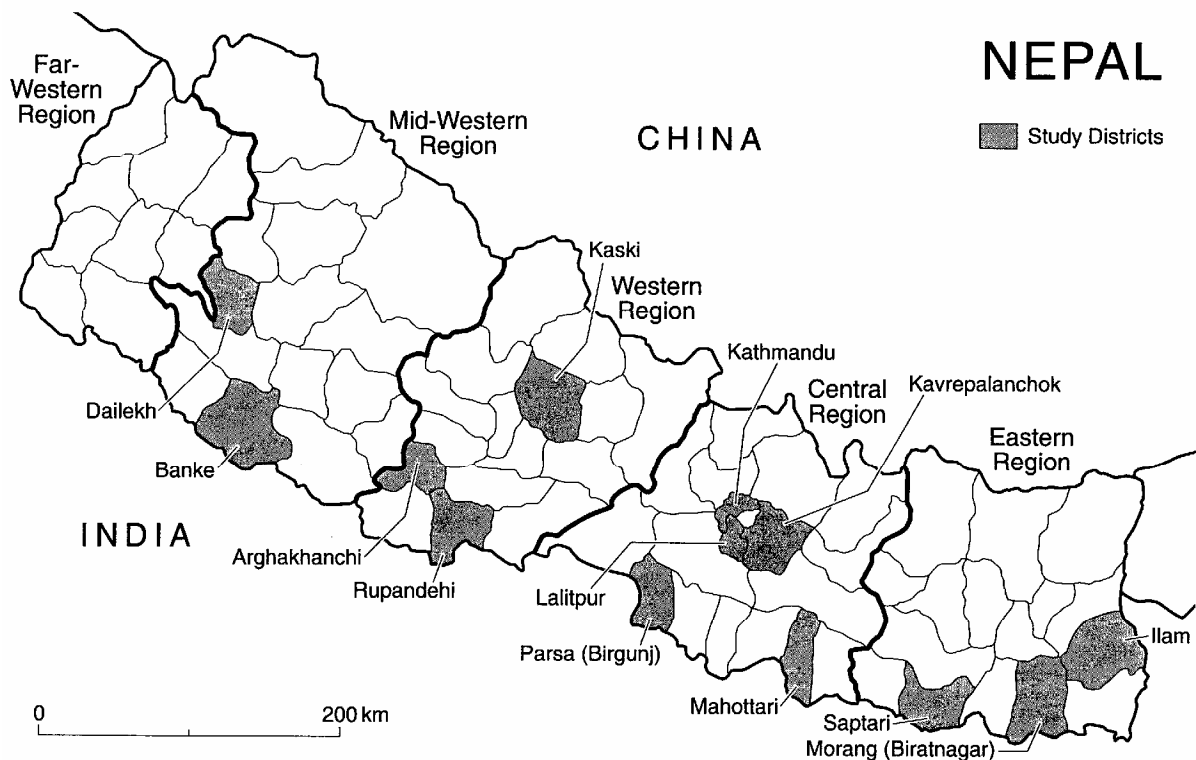 NEPAL
Study Districts
Far-
Western
Region
Mid-Western
Region
CHINA
Kaski
Western
Region
Kathmandu
Central
Region
Kavrepalanchok
Eastern
Region
Dailekh
Banke
INDIA
Arghakhanchi
Rupandehi
Lalitpur
Parsa (Birgunj)
Mahottari
Ilam
Saptari
Morang (Biratnagar)
0 200 km